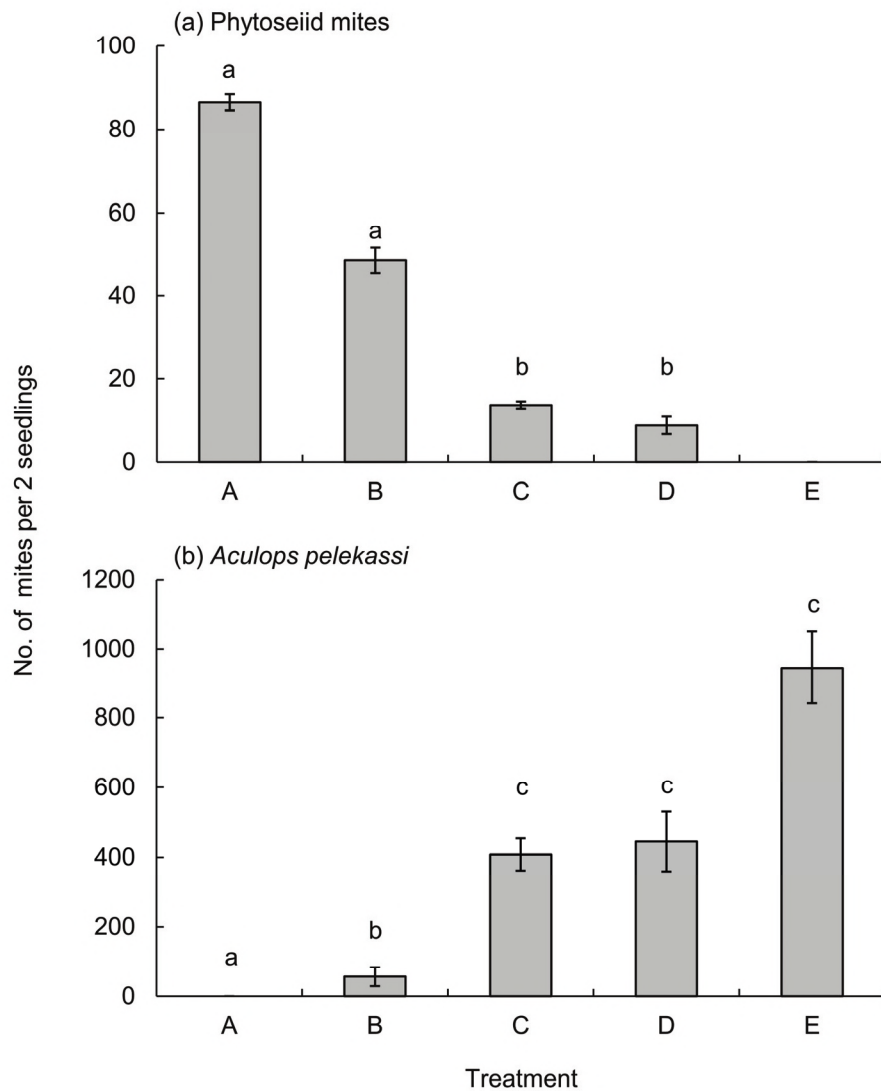 (a) Phytoseiid mites
100
80
60
40
20
0
a
a
b
b
A B C D E
No. of mites per 2 seedlings
(b) Aculops pelekassi
1200
1000
800
600
400
200
0
a
b
c
c
c
A B C D E
Treatment